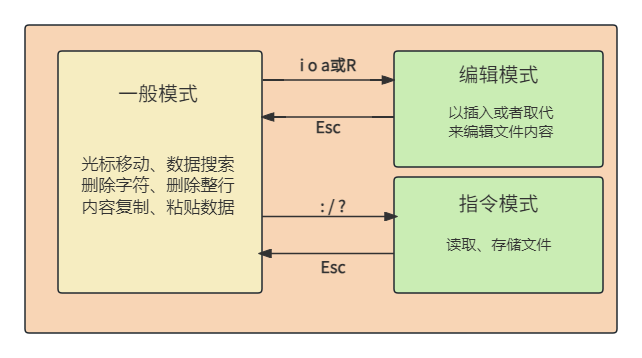 一般模式
光标移动、数据搜索
删除字符、删除整行
内容复制、粘贴数据
i o a或R
Esc
编辑模式
以插入或者取代
来编辑文件内容
: / ?
Esc
指令模式
读取、存储文件